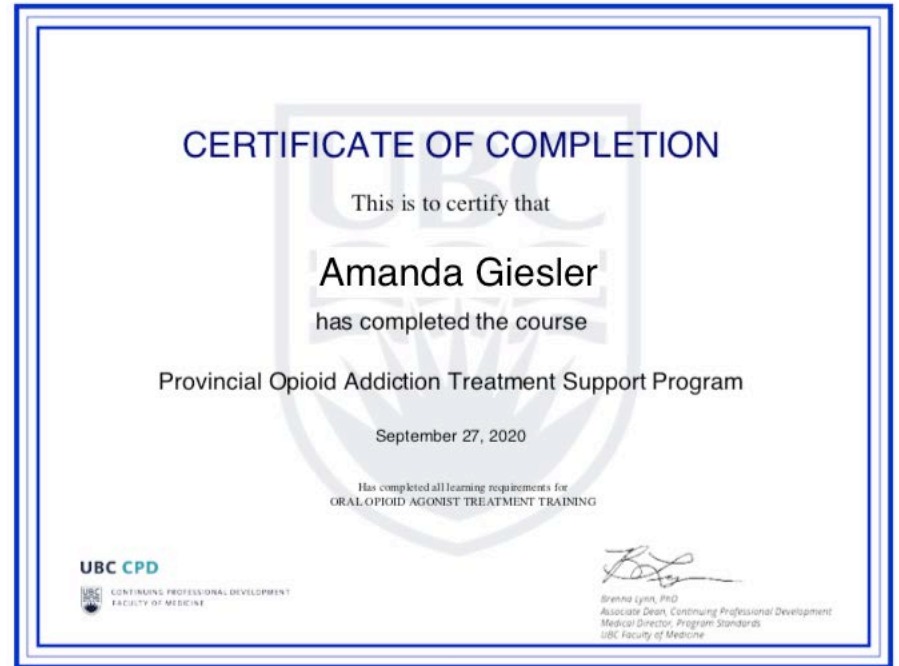 UBC
CERTIFICATE OF COMPLETION
This is to certify that
Amanda Giesler
has completed the course
Provincial Opioid Addiction Treatment Support Program
September 27, 2020
Has completed all learning requirements for
ORAL OPIOID AGONIST TREATMENT TRAINING
UBC CPD
UBC
CONTINUING PROFESSIONAL DEVELOPMENT
FACULTY OF MEDICINE
Brenna Lynn, PhD
Associate Dean, Continuing Professional Development
Medical Director, Program Standards
UBC Faculty of Medicine